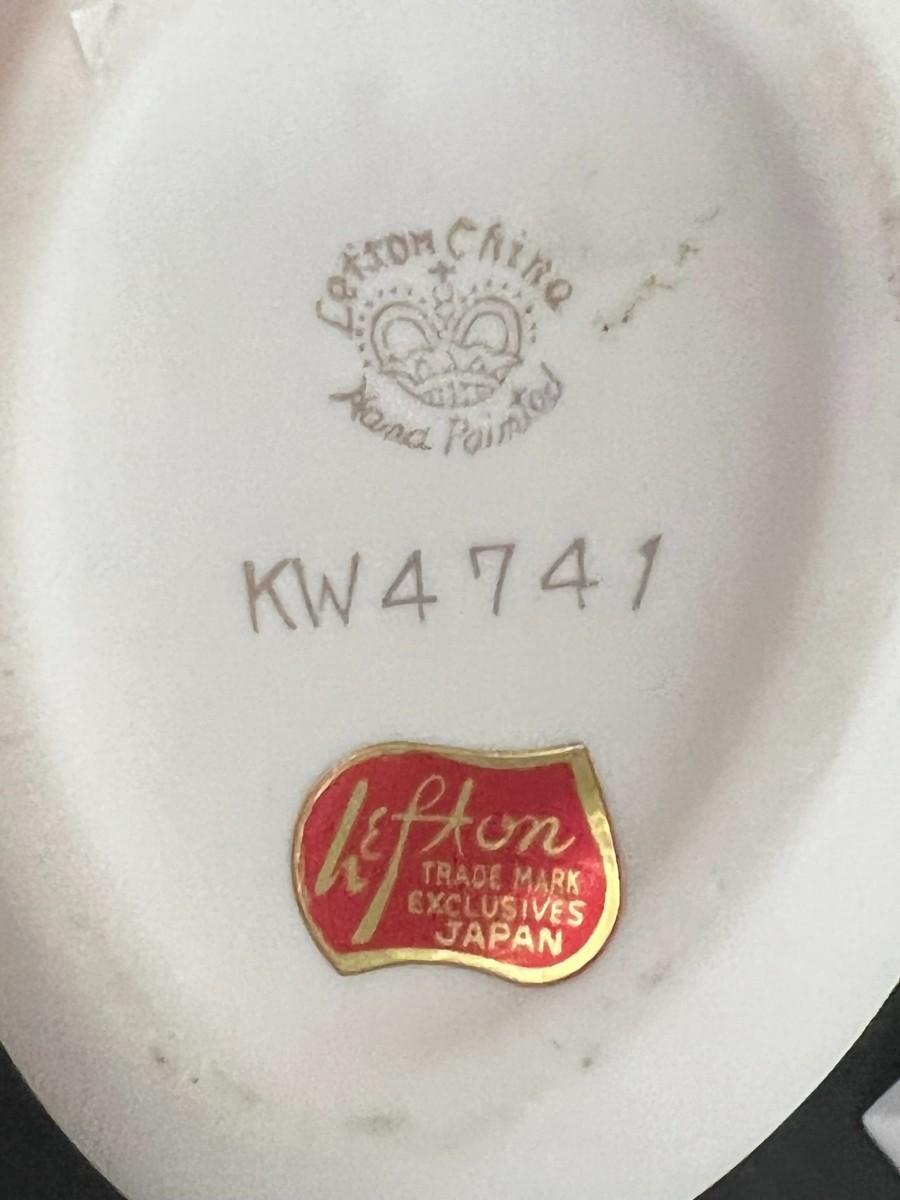 Lefton China
Hand Painted
KW4741
Lefton
TRADE MARK
EXCLUSIVES
JAPAN